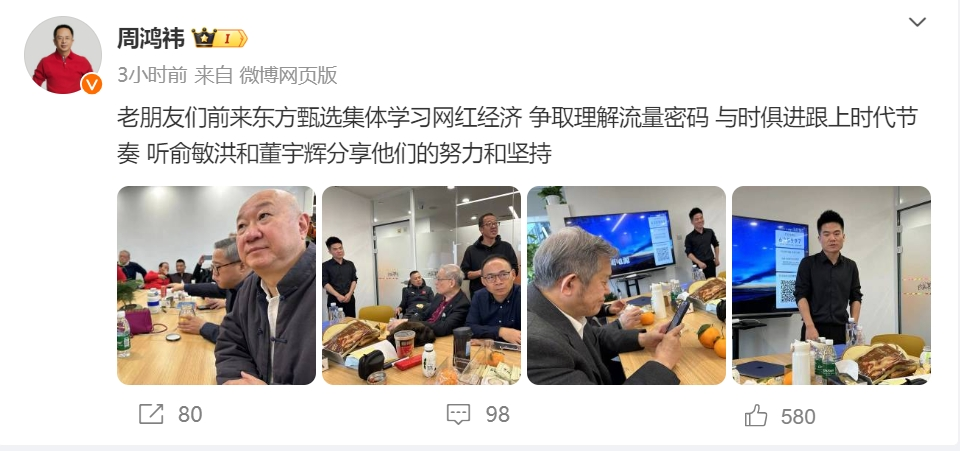 周鸿祎
3小时前 来自 微博网页版
老朋友们前来东方甄选集体学习网红经济 争取理解流量密码 与时俱进跟上时代节
奏 听俞敏洪和董宇辉分享他们的努力和坚持
80
98
580